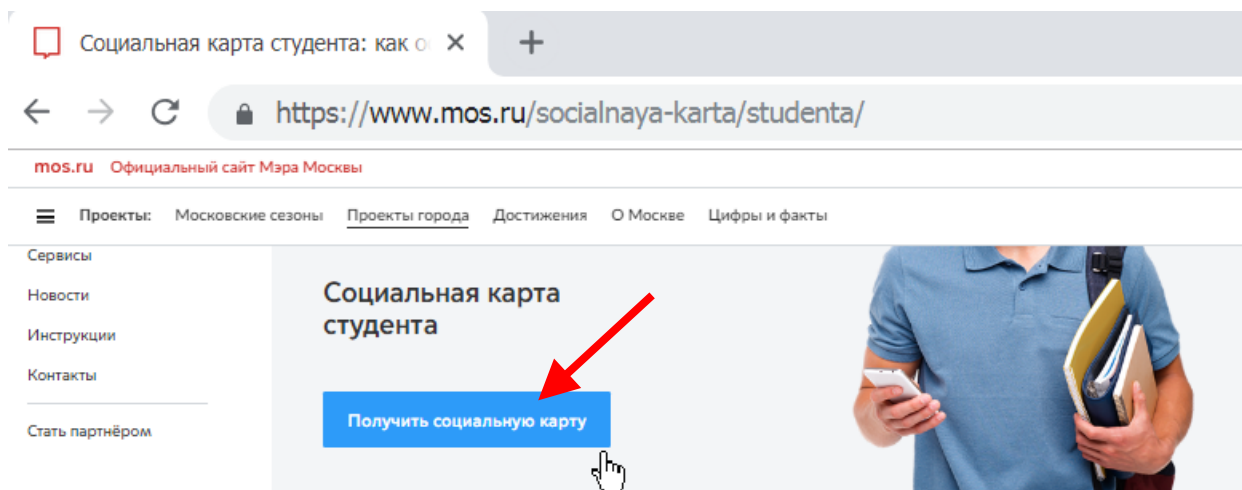 Социальная карта студента: как о
https://www.mos.ru/socialnaya-karta/studenta/
mos.ru Официальный сайт Мэра Москвы
Проекты: Московские сезоны Проекты города Достижения О Москве Цифры и факты
Сервисы
Новости
Инструкции
Контакты
Стать партнёром
Социальная карта
студента
Получить социальную карту